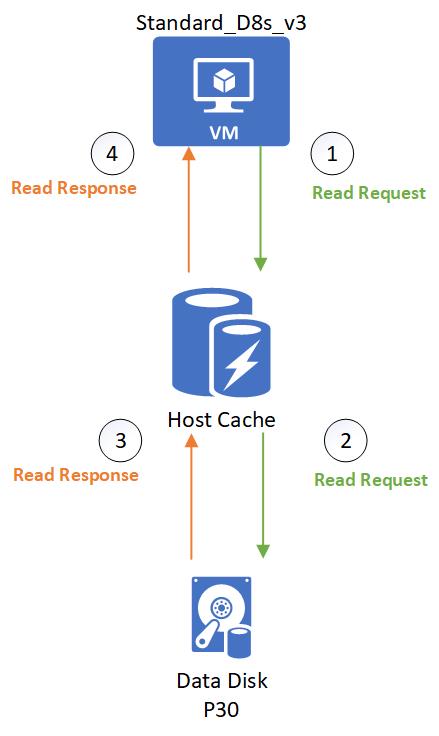 Standard_D8s_v3
VM
4
1
Read Response
Read Request
Host Cache
3
2
Read Response
Read Request
Data Disk
P30